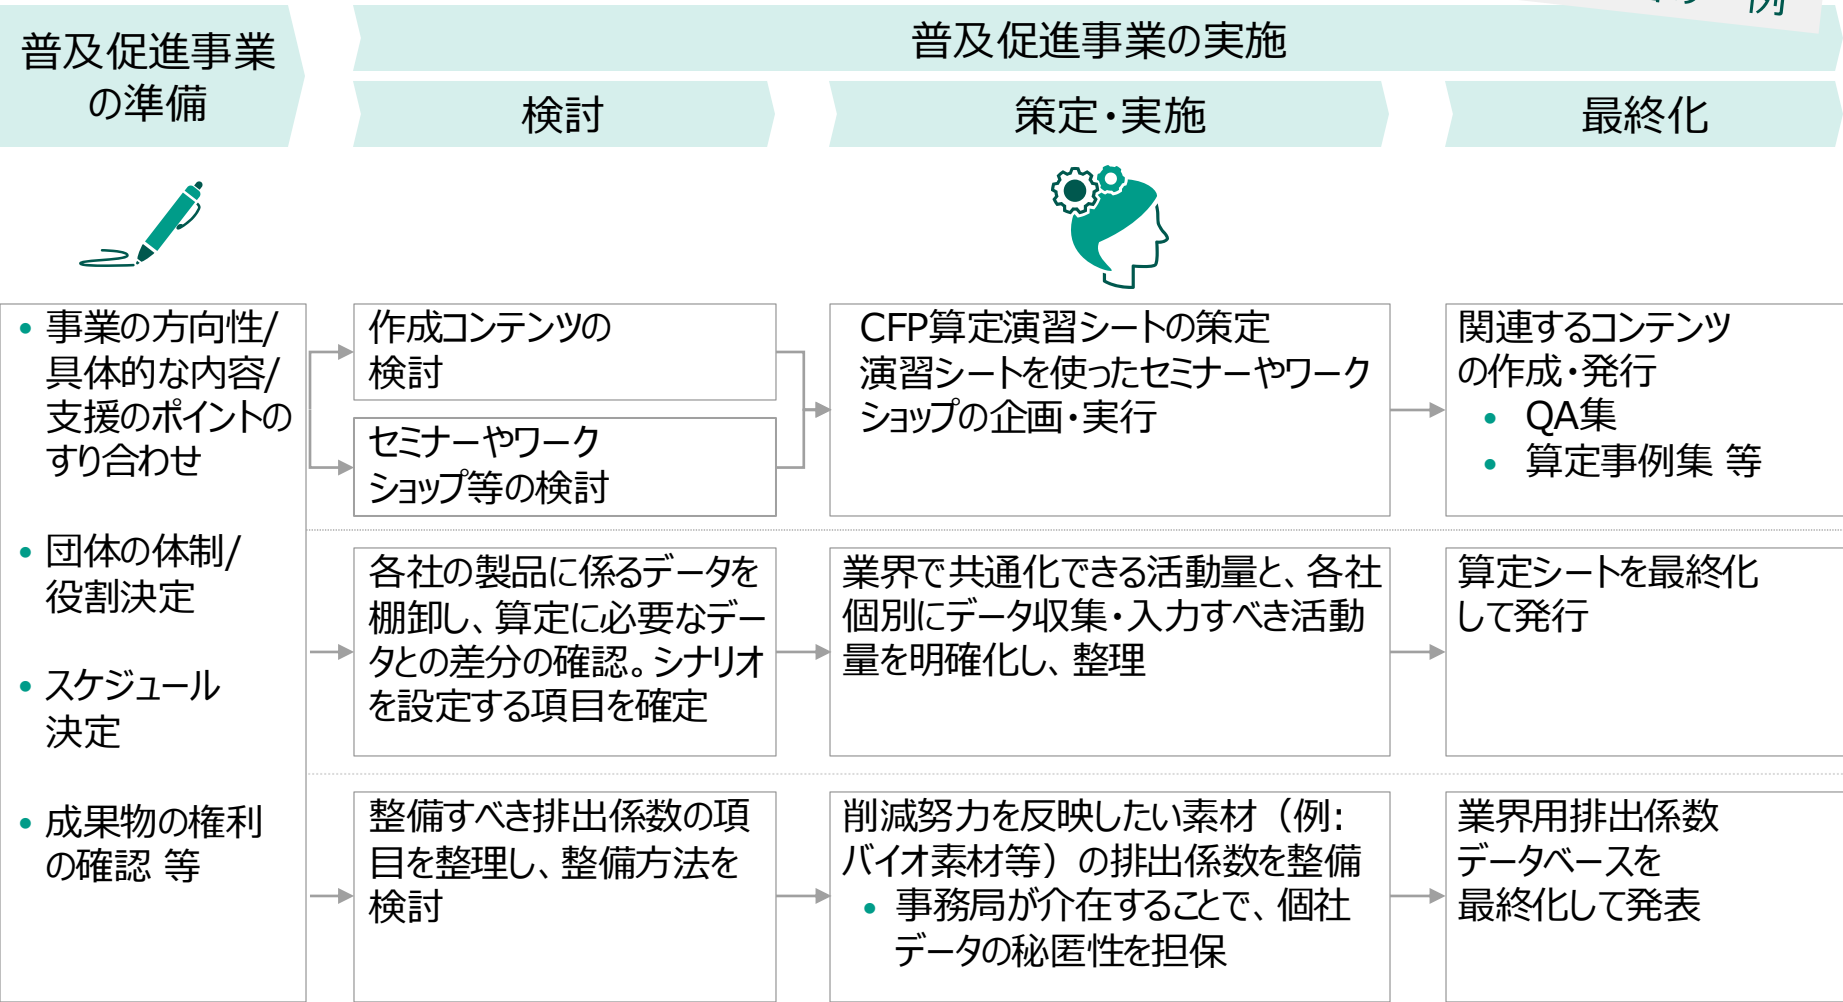 例
普及促進事業
の準備
普及促進事業の実施
検討
策定・実施
最終化
• 事業の方向性/
具体的な内容/
支援のポイントの
すり合わせ
• 団体の体制/
役割決定
• スケジュール
決定
• 成果物の権利
の確認 等
作成コンテンツの
検討
セミナーやワーク
ショップ等の検討
CFP算定演習シートの策定
演習シートを使ったセミナーやワーク
ショップの企画・実行
関連するコンテンツ
の作成・発行
• QA集
• 算定事例集 等
各社の製品に係るデータを
棚卸し、算定に必要なデー
タとの差分の確認。シナリオ
を設定する項目を確定
業界で共通化できる活動量と、各社
個別にデータ収集・入力すべき活動
量を明確化し、整理
算定シートを最終化
して発行
整備すべき排出係数の項
目を整理し、整備方法を
検討
削減努力を反映したい素材（例:
バイオ素材等）の排出係数を整備
• 事務局が介在することで、個社
データの秘匿性を担保
業界用排出係数
データベースを
最終化して発表